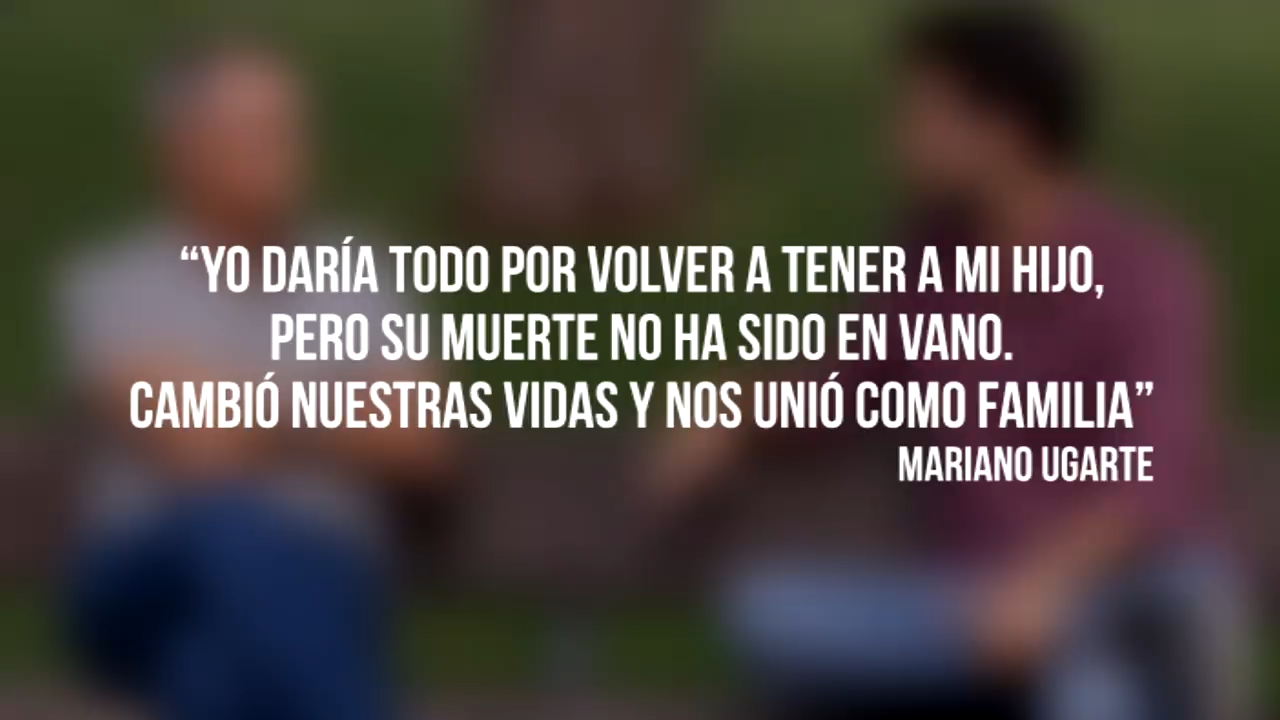 “YO DARÍA TODO POR VOLVER A TENER A MI HIJO,
PERO SU MUERTE NO HA SIDO EN VANO.
CAMBIÓ NUESTRAS VIDAS Y NOS UNIÓ COMO FAMILIA”
MARIANO UGARTE